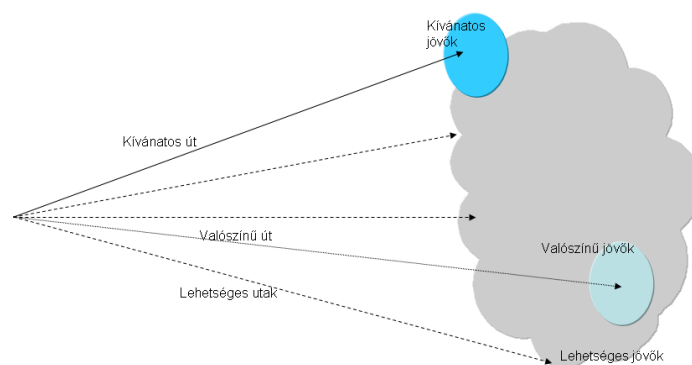 Kívánatos
jövők
Kívánatos út
Valószínű út
Valószínű jövők
Lehetséges utak
Lehetséges jövők